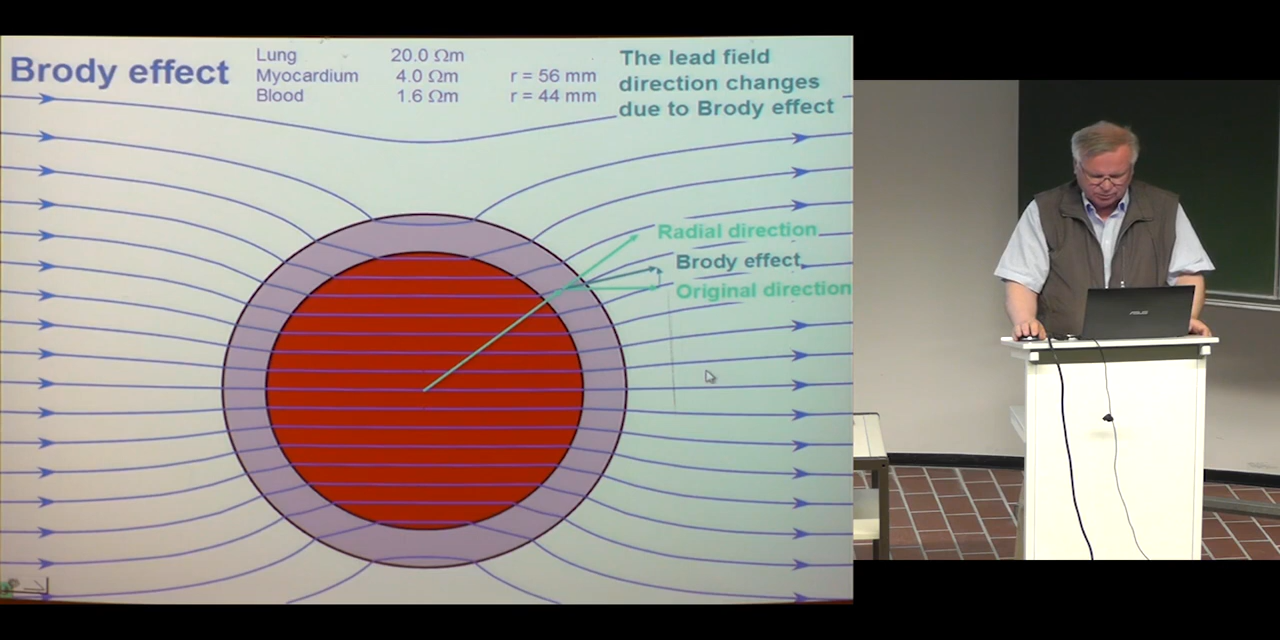 Brody effect
Lung 20.0 Ωm
Myocardium 4.0 Ωm r = 56 mm
Blood 1.6 Ωm r = 44 mm
The lead field
direction changes
due to Brody effect
Radial direction
Brody effect
Original direction
ASUS